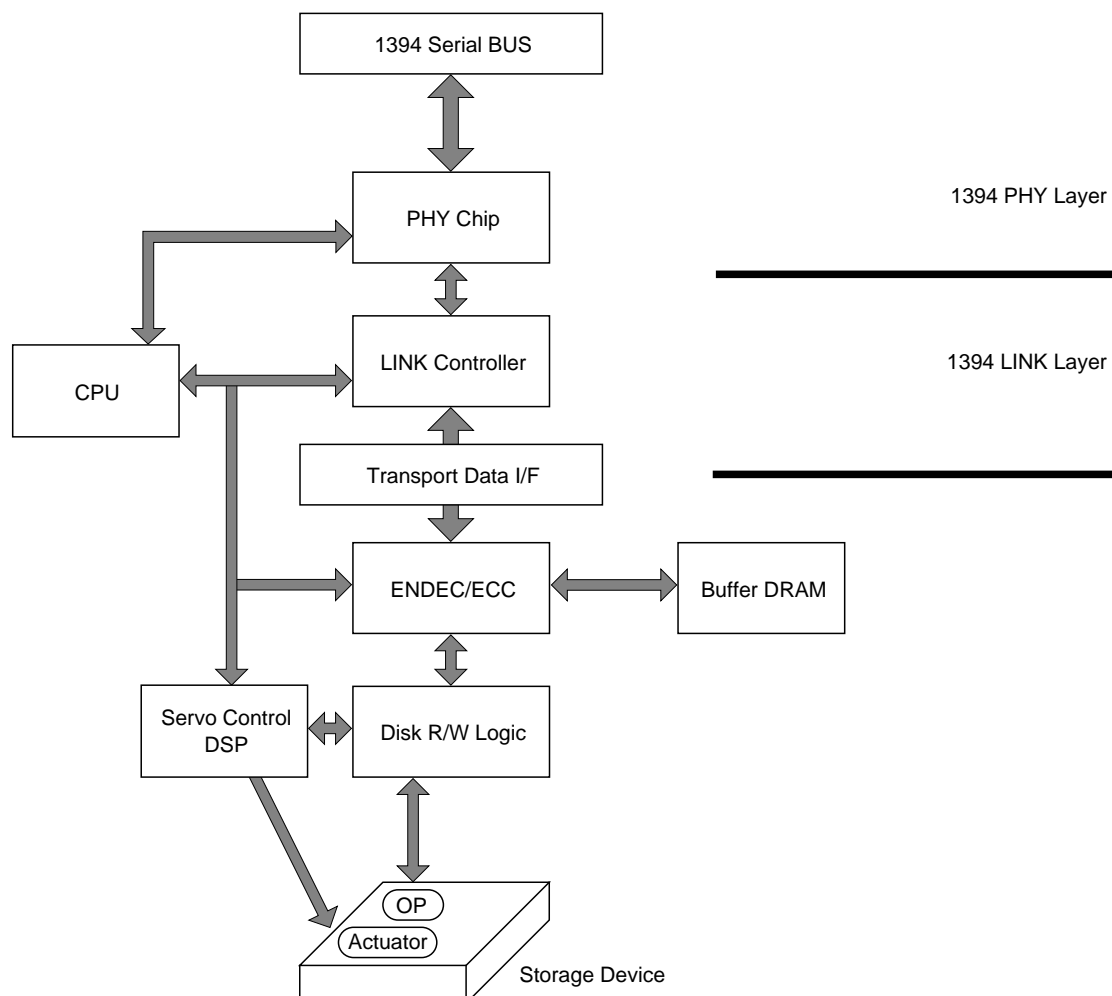 1394 Serial BUS
PHY Chip
1394 PHY Layer
LINK Controller
1394 LINK Layer
CPU
Transport Data I/F
ENDEC/ECC
Buffer DRAM
Servo Control
DSP
Disk R/W Logic
OP
Actuator
Storage Device